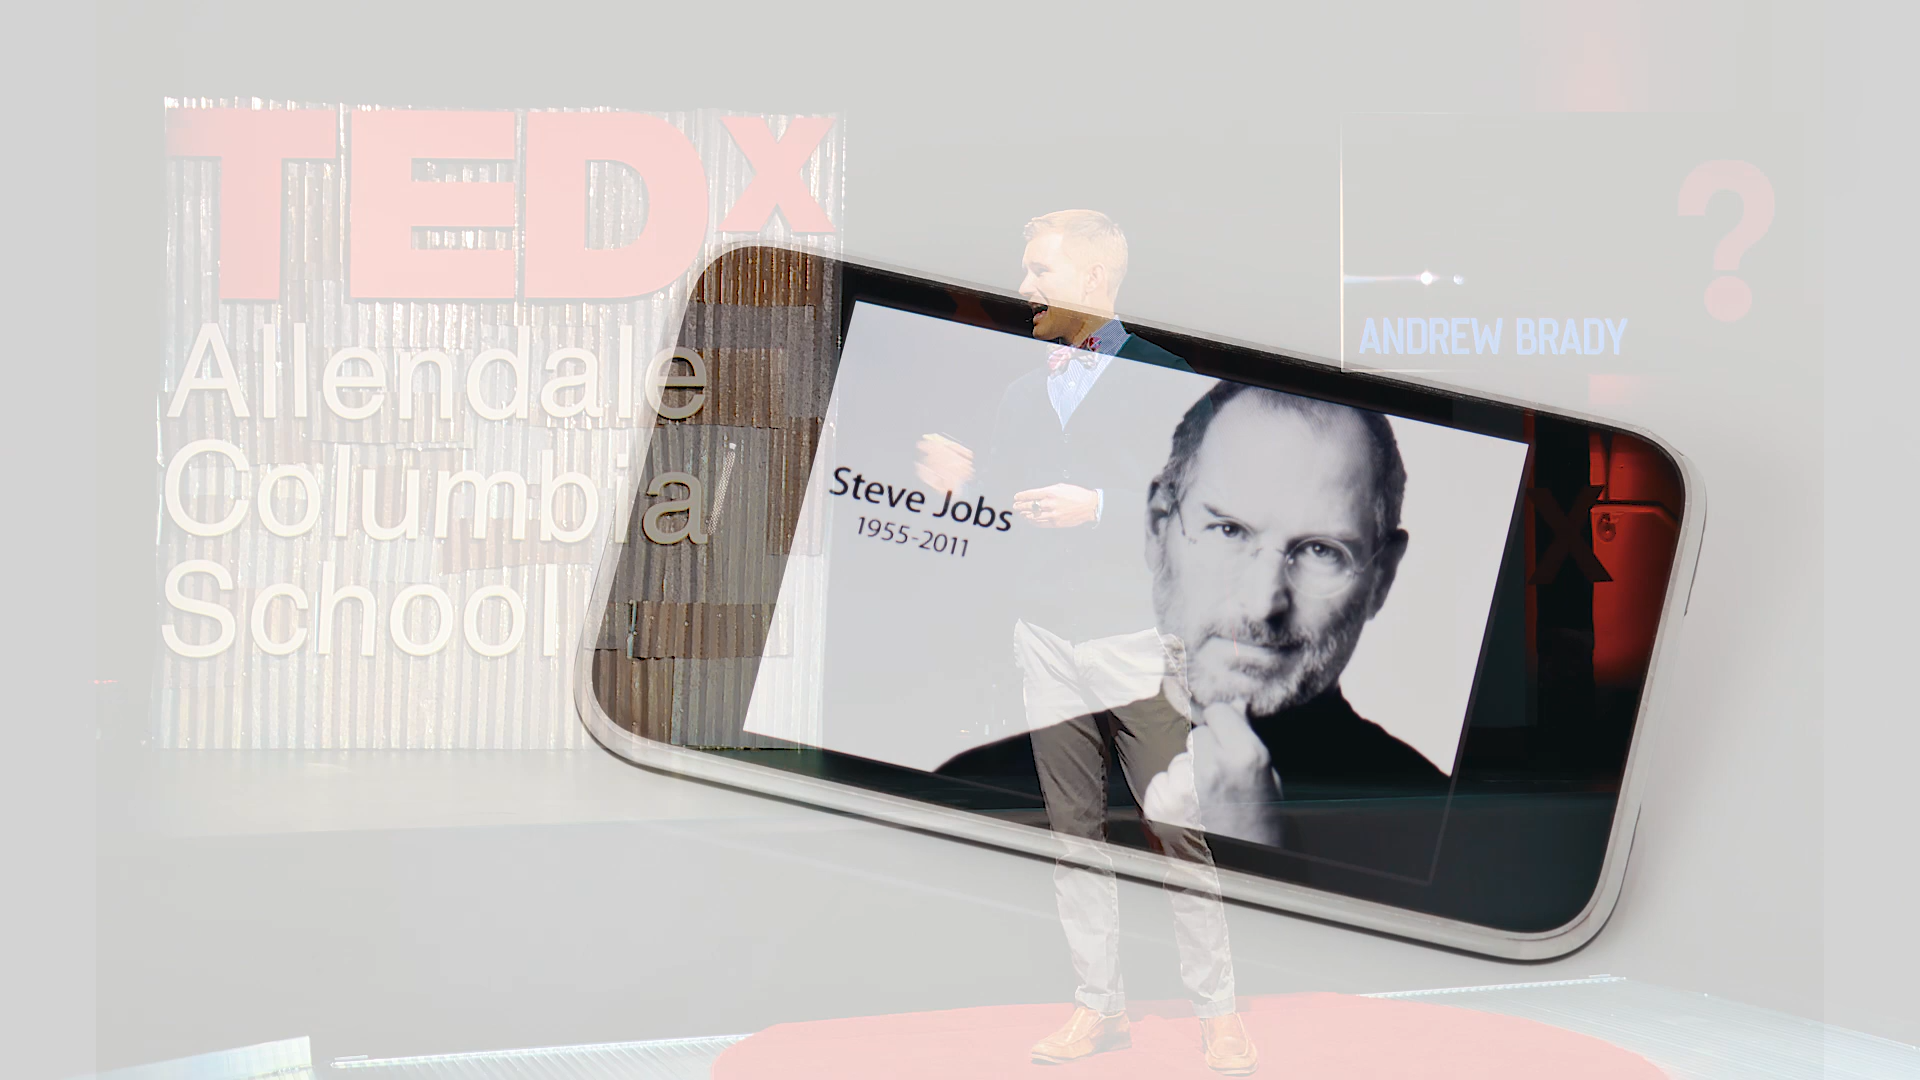 TEDx
Allendale
Columbia
School
?
ANDREW BRADY
Steve Jobs
1955-2011
X